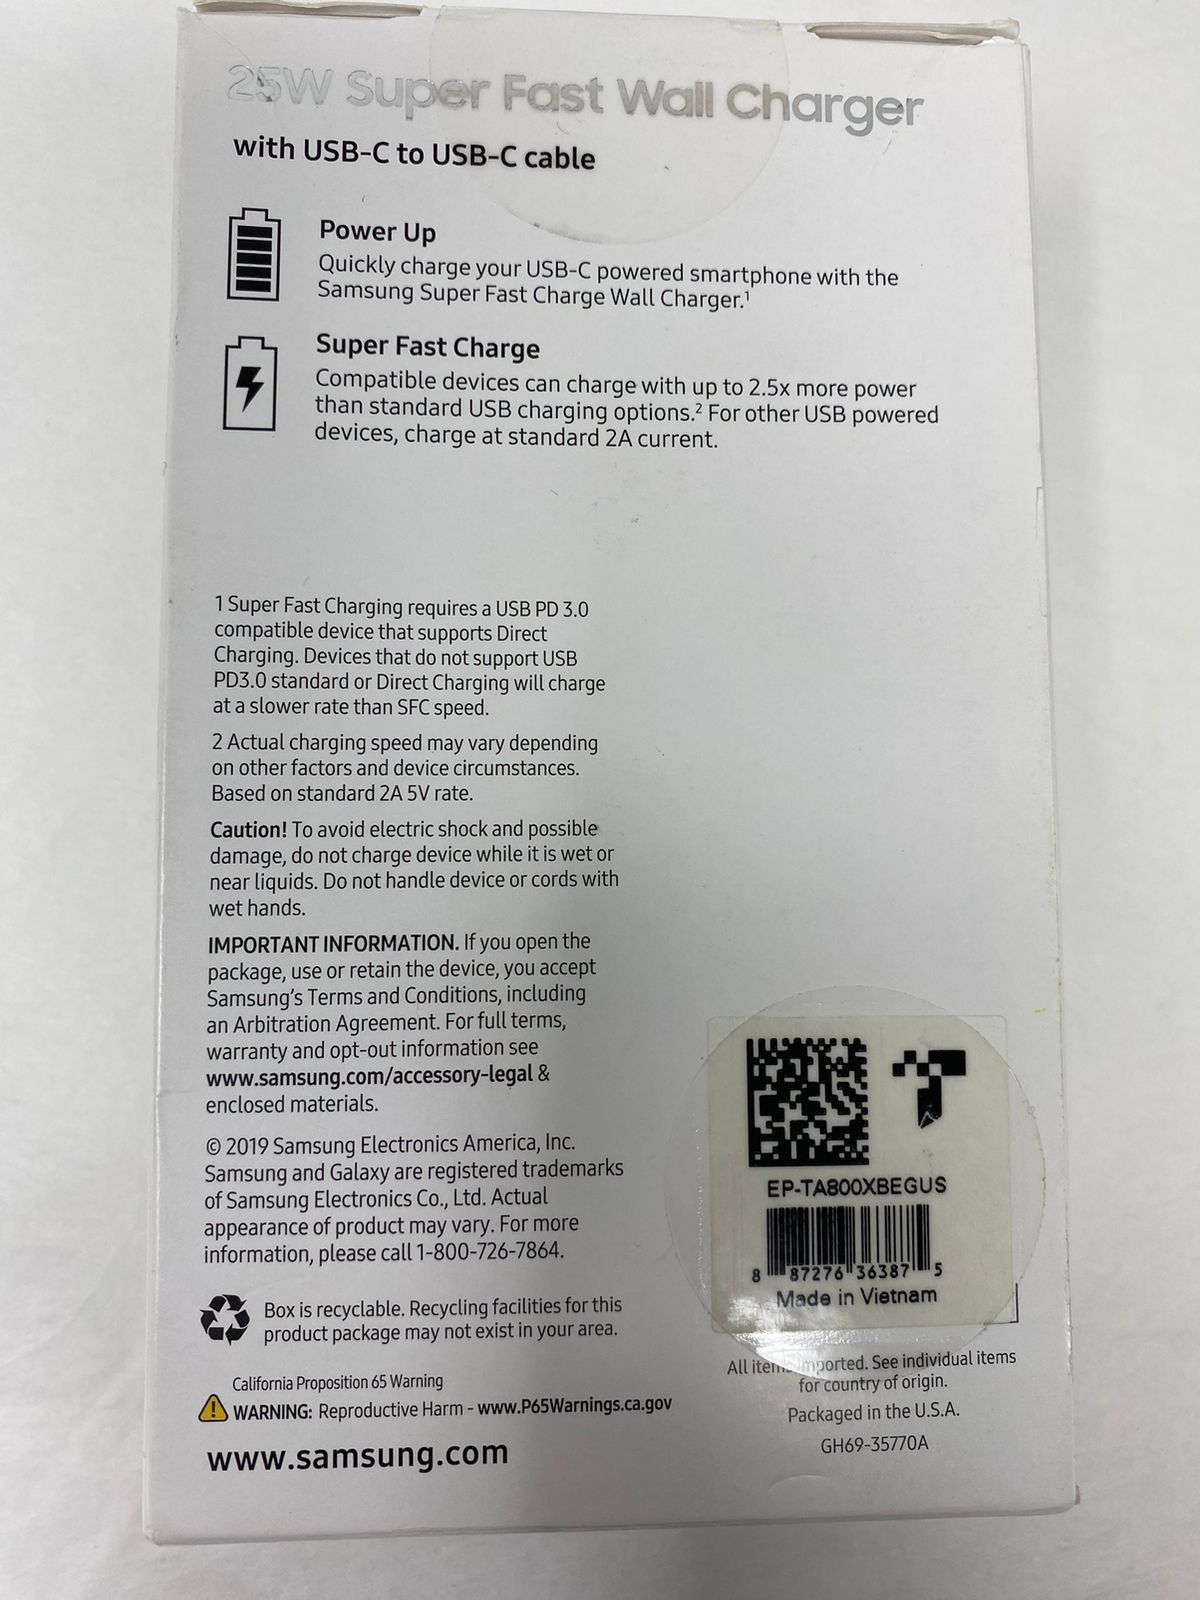 25W Super Fast Wall Charger
with USB-C to USB-C cable
Power Up
Quickly charge your USB-C powered smartphone with the
Samsung Super Fast Charge Wall Charger.¹
Super Fast Charge
Compatible devices can charge with up to 2.5x more power
than standard USB charging options.² For other USB powered
devices, charge at standard 2A current.
1 Super Fast Charging requires a USB PD 3.0
compatible device that supports Direct
Charging. Devices that do not support USB
PD3.0 standard or Direct Charging will charge
at a slower rate than SFC speed.
2 Actual charging speed may vary depending
on other factors and device circumstances.
Based on standard 2A 5V rate.
Caution! To avoid electric shock and possible
damage, do not charge device while it is wet or
near liquids. Do not handle device or cords with
wet hands.
IMPORTANT INFORMATION. If you open the
package, use or retain the device, you accept
Samsung's Terms and Conditions, including
an Arbitration Agreement. For full terms,
warranty and opt-out information see
www.samsung.com/accessory-legal &
enclosed materials.
© 2019 Samsung Electronics America, Inc.
Samsung and Galaxy are registered trademarks
of Samsung Electronics Co., Ltd. Actual
appearance of product may vary. For more
information, please call 1-800-726-7864.
Box is recyclable. Recycling facilities for this
product package may not exist in your area.
California Proposition 65 Warning
WARNING: Reproductive Harm - www.P65Warnings.ca.gov
www.samsung.com
EP-TA800XBEGUS
8 87276 36387 5
Made in Vietnam
All items imported. See individual items
for country of origin.
Packaged in the U.S.A.
GH69-35770A